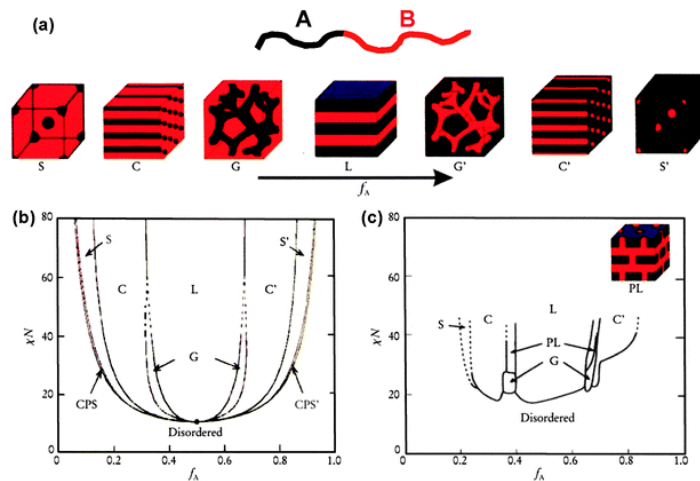 (a)
A B
S C G L G' C' S'
fA
(b)
80
60
40
20
0
χN
S
S'
C
L
C'
G
CPS
CPS'
Disordered
0 0.2 0.4 0.6 0.8 1.0
fA
(c)
80
60
40
20
0
χN
PL
L
S
C
C'
PL
G
Disordered
0 0.2 0.4 0.6 0.8 1.0
fA